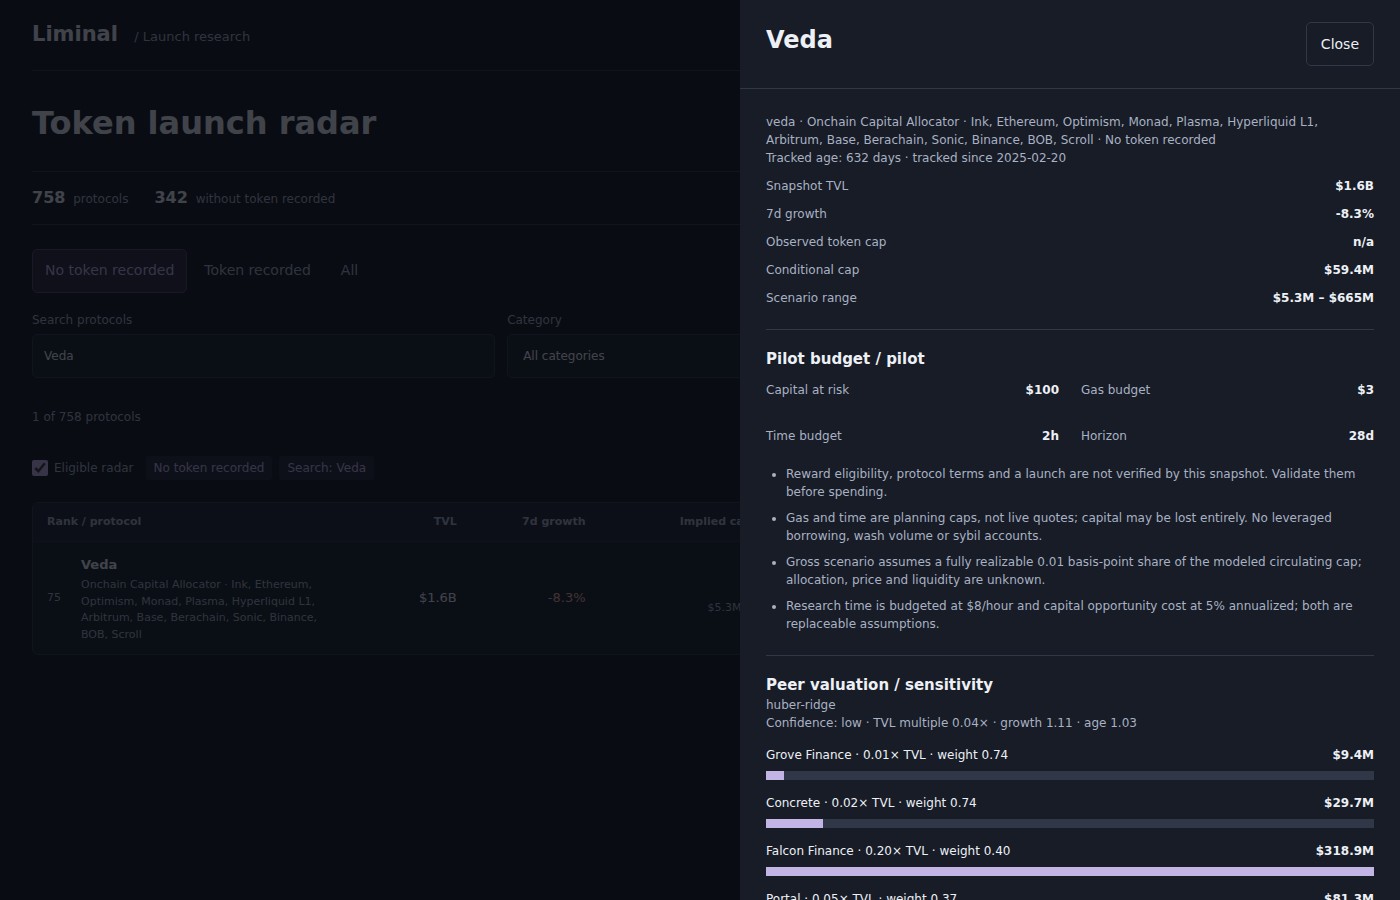 Liminal / Launch research
Token launch radar
758 protocols 342 without token recorded
No token recorded Token recorded All
Search protocols Category
Veda All categories
1 of 758 protocols
Eligible radar No token recorded Search: Veda
Rank / protocol TVL 7d growth Implied ca
75 Veda $1.6B -8.3% $5.3M
Onchain Capital Allocator · Ink, Ethereum,
Optimism, Monad, Plasma, Hyperliquid L1,
Arbitrum, Base, Berachain, Sonic, Binance,
BOB, Scroll
Veda Close
veda · Onchain Capital Allocator · Ink, Ethereum, Optimism, Monad, Plasma, Hyperliquid L1,
Arbitrum, Base, Berachain, Sonic, Binance, BOB, Scroll · No token recorded
Tracked age: 632 days · tracked since 2025-02-20
Snapshot TVL $1.6B
7d growth -8.3%
Observed token cap n/a
Conditional cap $59.4M
Scenario range $5.3M – $665M
Pilot budget / pilot
Capital at risk $100 Gas budget $3
Time budget 2h Horizon 28d
• Reward eligibility, protocol terms and a launch are not verified by this snapshot. Validate them
before spending.
• Gas and time are planning caps, not live quotes; capital may be lost entirely. No leveraged
borrowing, wash volume or sybil accounts.
• Gross scenario assumes a fully realizable 0.01 basis-point share of the modeled circulating cap;
allocation, price and liquidity are unknown.
• Research time is budgeted at $8/hour and capital opportunity cost at 5% annualized; both are
replaceable assumptions.
Peer valuation / sensitivity
huber-ridge
Confidence: low · TVL multiple 0.04× · growth 1.11 · age 1.03
Grove Finance · 0.01× TVL · weight 0.74 $9.4M
Concrete · 0.02× TVL · weight 0.74 $29.7M
Falcon Finance · 0.20× TVL · weight 0.40 $318.9M
Portal · 0.05× TVL · weight 0.37 $81.3M